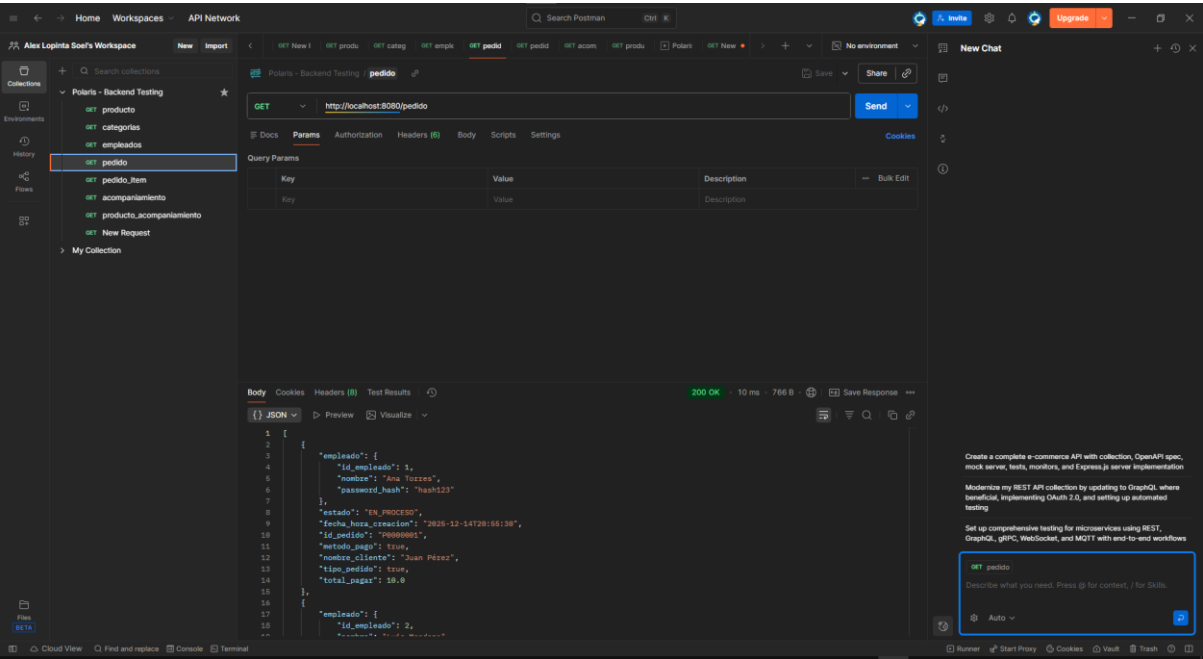 Home Workspaces API Network Search Postman Ctrl K Invite Upgrade
Alex Lopinta Soel's Workspace New Import GET New I GET produ GET categ GET emple GET pedid GET pedid GET acom GET produ Polaris GET New No environment New Chat
Collections Search collections Polaris - Backend Testing / pedido Save Share
Polaris - Backend Testing
GET producto GET http://localhost:8080/pedido Send
Environments GET categorias
GET empleados Docs Params Authorization Headers (6) Body Scripts Settings Cookies
History GET pedido Query Params
Flows GET pedido_item Key Value Description Bulk Edit
GET acompaniamiento Key Value Description
GET producto_acompaniamiento
GET New Request
My Collection
Body Cookies Headers (8) Test Results 200 OK 10 ms 766 B Save Response
{} JSON Preview Visualize
1 [
2 {
3 "empleado": {
4 "id_empleado": 1,
5 "nombre": "Ana Torres",
6 "password_hash": "hash123"
7 },
8 "estado": "EN_PROCESO",
9 "fecha_hora_creacion": "2025-12-14T20:55:30",
10 "id_pedido": "P0000001",
11 "metodo_pago": true,
12 "nombre_cliente": "Juan Pérez",
13 "tipo_pedido": true,
14 "total_pagar": 10.0
15 },
16 {
17 "empleado": {
18 "id_empleado": 2,
Create a complete e-commerce API with collection, OpenAPI spec,
mock server, tests, monitors, and Express.js server implementation
Modernize my REST API collection by updating to GraphQL where
beneficial, implementing OAuth 2.0, and setting up automated
testing
Set up comprehensive testing for microservices using REST,
GraphQL, gRPC, WebSocket, and MQTT with end-to-end workflows
GET pedido
Describe what you need. Press @ for context, / for Skills.
Auto
Files
BETA
Cloud View Find and replace Console Terminal Runner Start Proxy Cookies Vault Trash